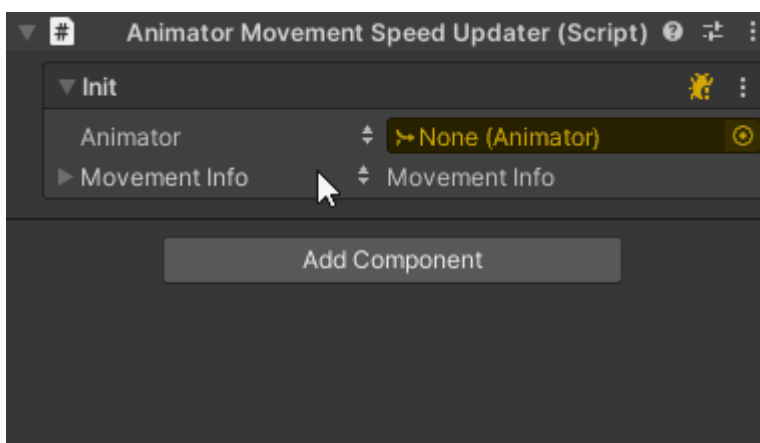 # Animator Movement Speed Updater (Script)
Init
Animator None (Animator)
Movement Info Movement Info
Add Component